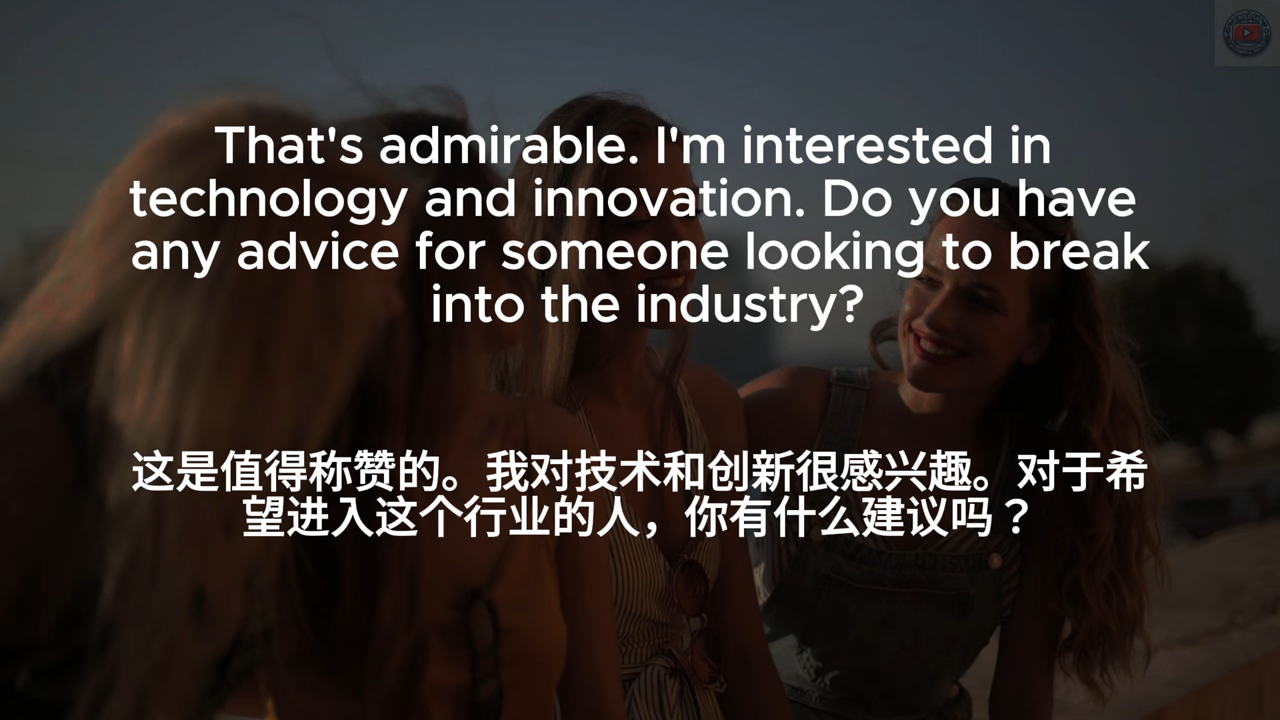 That's admirable. I'm interested in
technology and innovation. Do you have
any advice for someone looking to break
into the industry?
这是值得称赞的。我对技术和创新很感兴趣。对于希
望进入这个行业的人，你有什么建议吗？